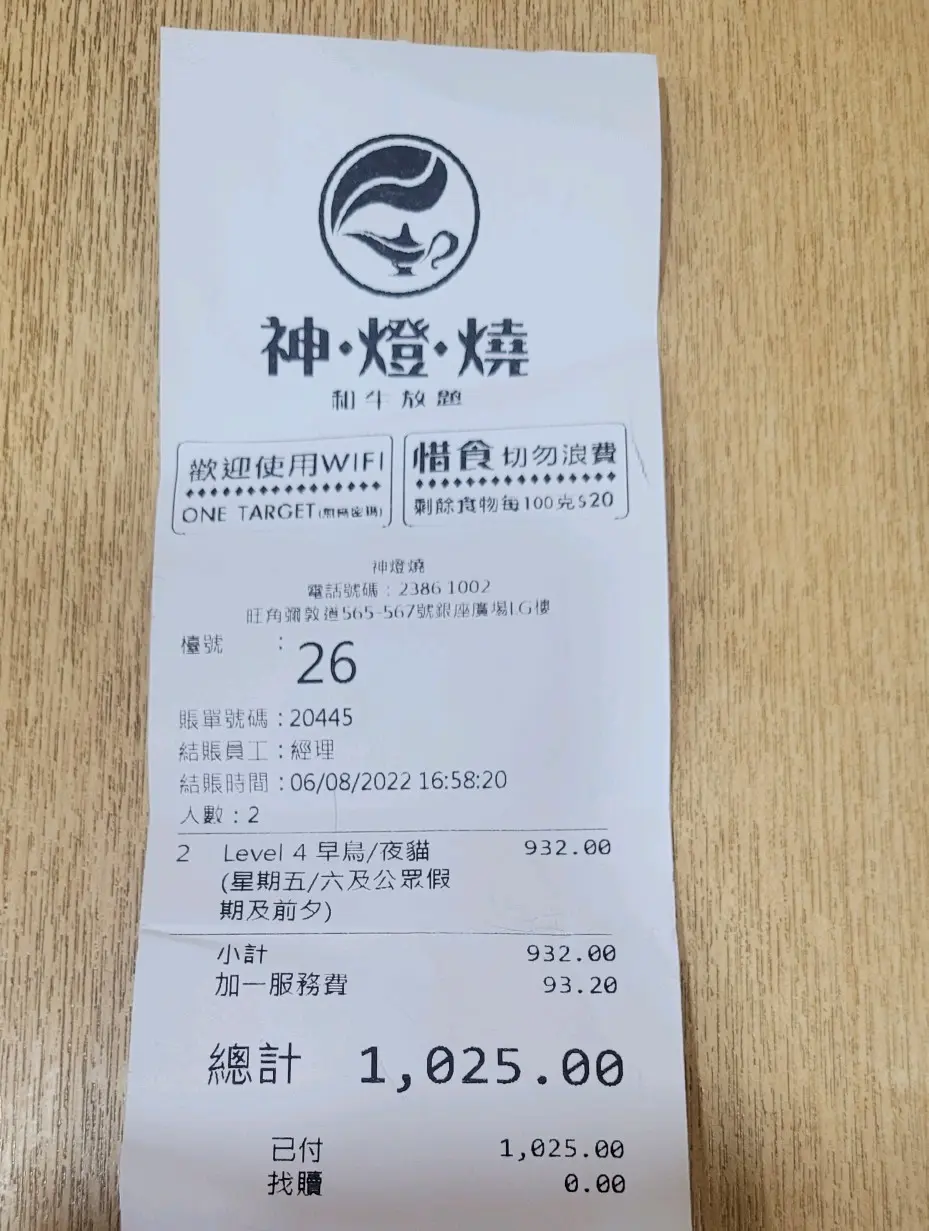 神·燈·燒
和牛放題
歡迎使用WIFI
ONE TARGET(無需密碼)
惜食切勿浪費
剩餘食物每100克$20
神燈燒
電話號碼：2386 1002
旺角彌敦道565-567號銀座廣場LG樓
檯號 : 26
賬單號碼：20445
結賬員工：經理
結賬時間：06/08/2022 16:58:20
人數：2
2 Level 4 早鳥/夜貓 932.00
(星期五/六及公眾假
期及前夕)
小計 932.00
加一服務費 93.20
總計 1,025.00
已付 1,025.00
找贖 0.00